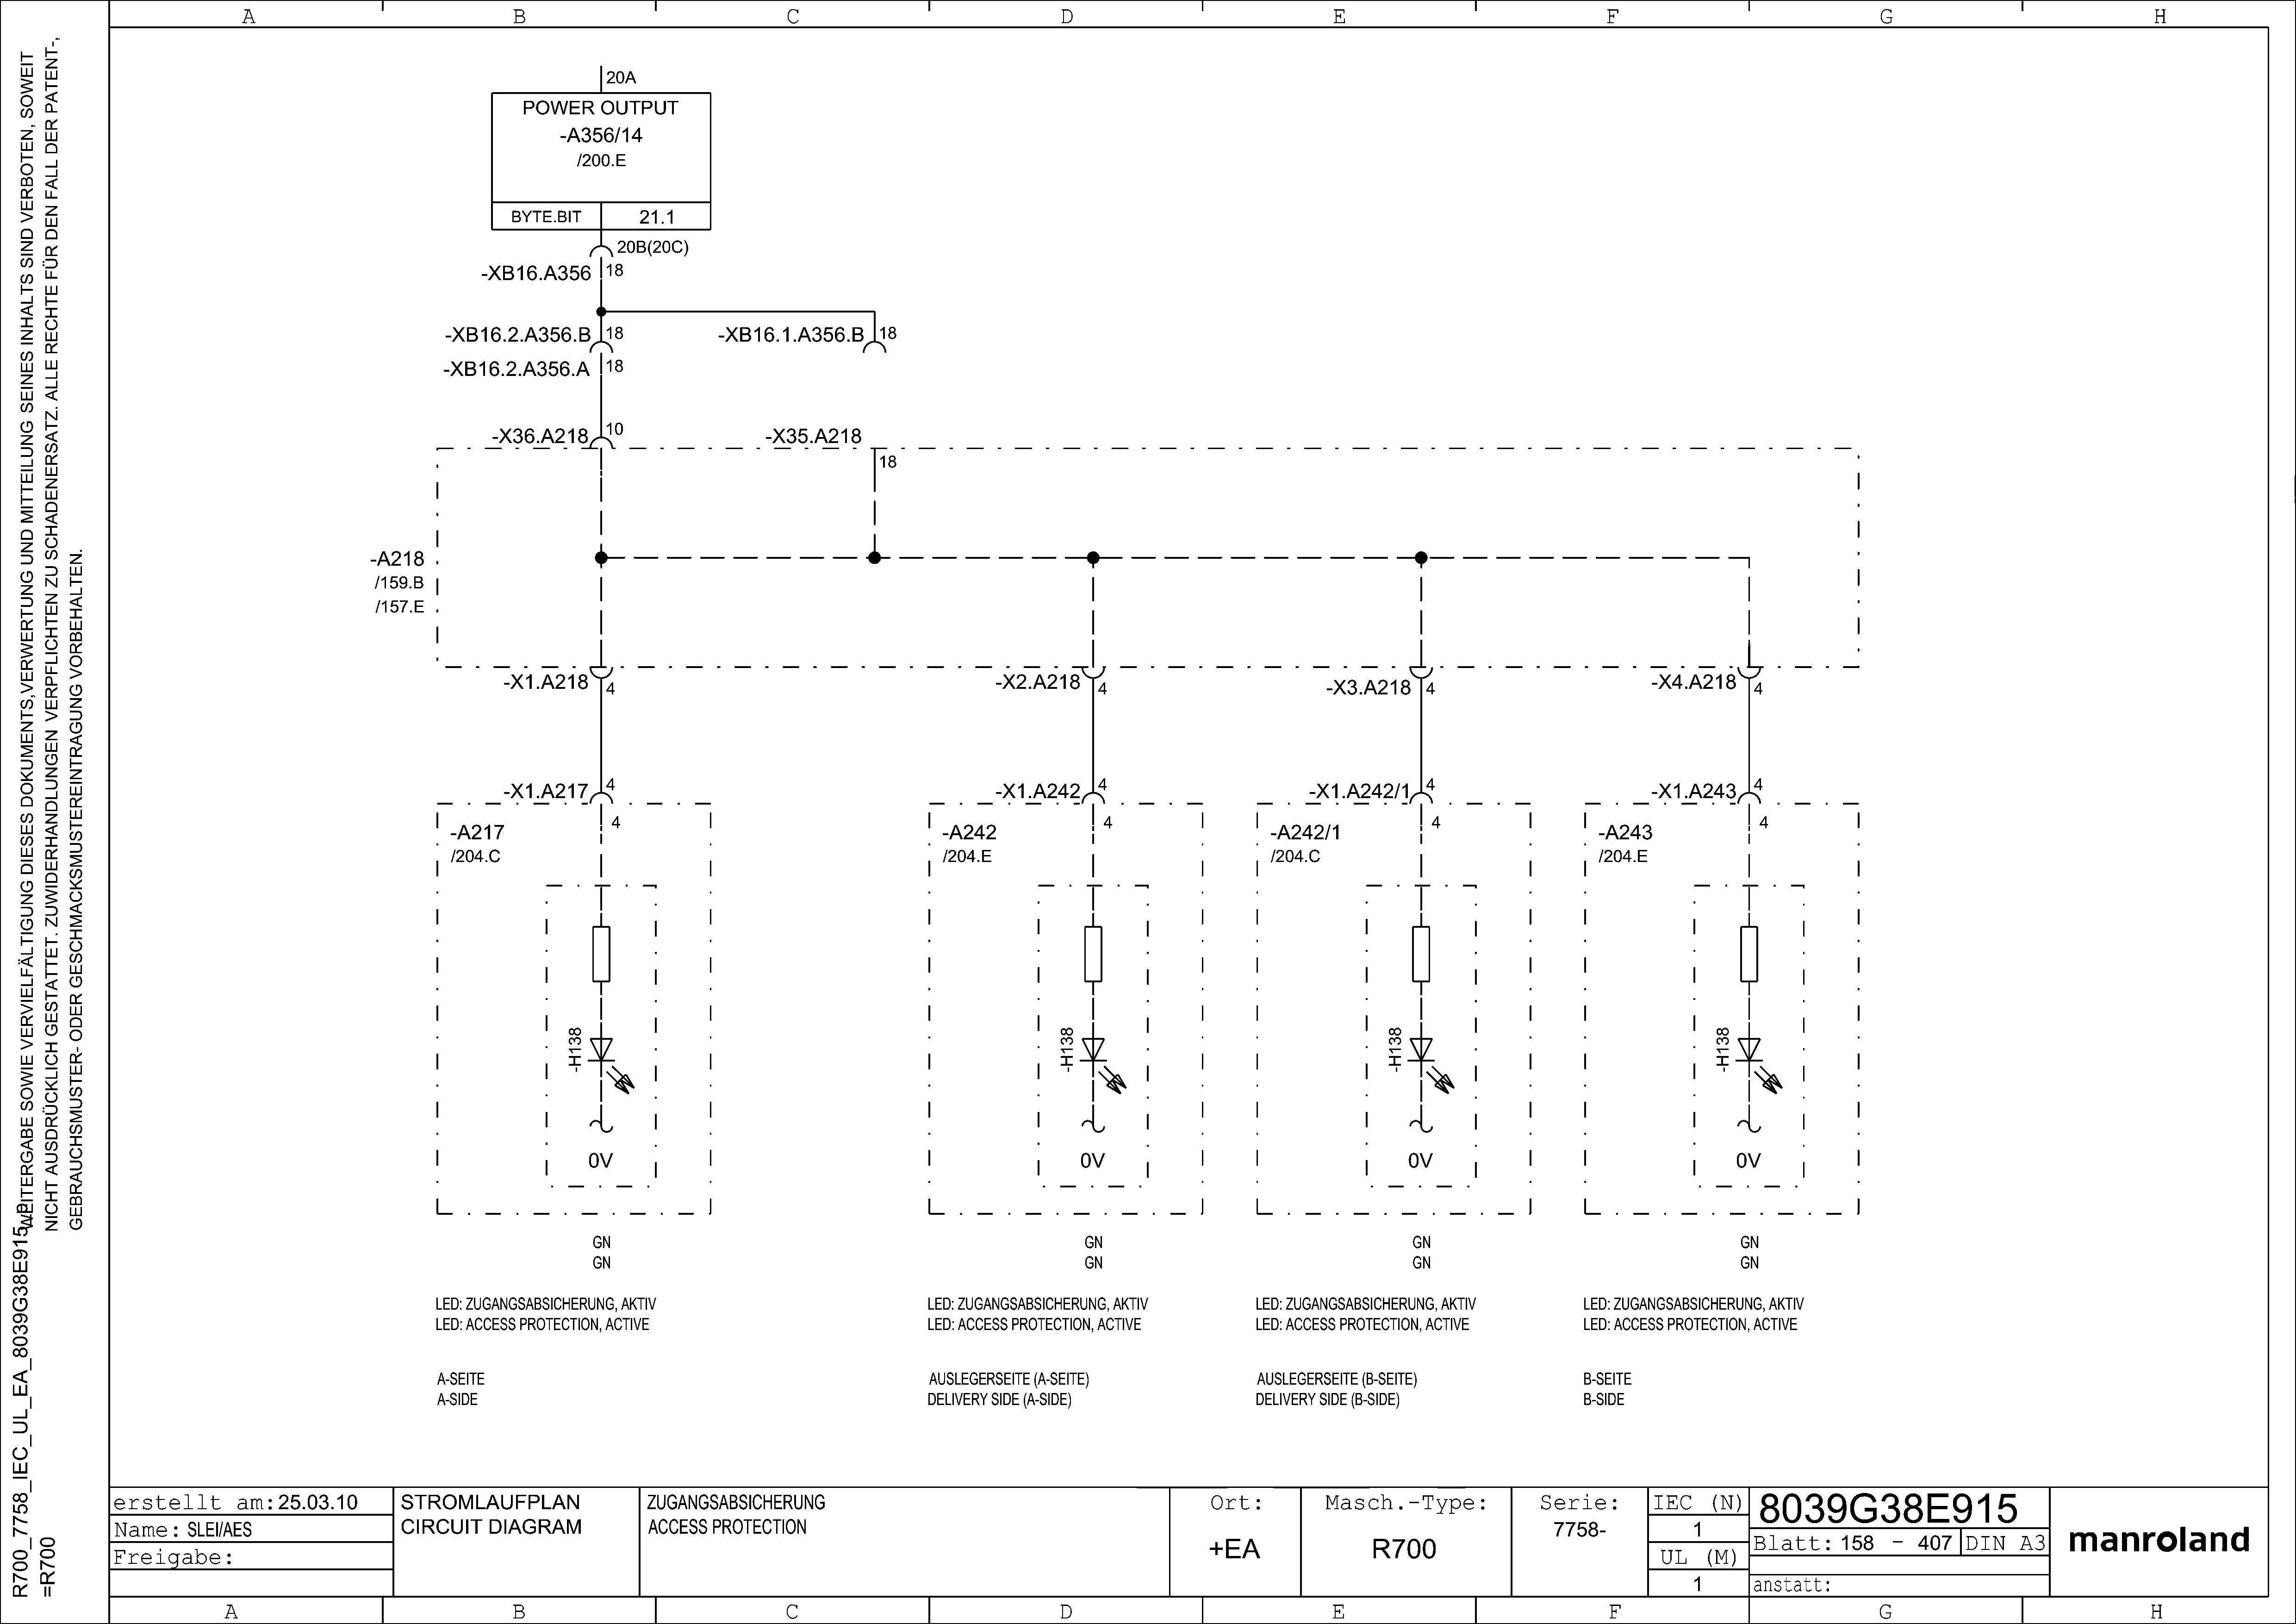 A B C D E F G H
20A
POWER OUTPUT
-A356/14
/200.E
BYTE.BIT 21.1
20B(20C)
-XB16.A356 18
-XB16.2.A356.B 18 -XB16.1.A356.B 18
-XB16.2.A356.A 18
-X36.A218 10 -X35.A218
18
-A218
/159.B
/157.E
-X1.A218 4 -X2.A218 4 -X3.A218 4 -X4.A218 4
-X1.A217 4 -X1.A242 4 -X1.A242/1 4 -X1.A243 4
4 4 4 4
-A217 -A242 -A242/1 -A243
/204.C /204.E /204.C /204.E
-H138 -H138 -H138 -H138
0V 0V 0V 0V
GN GN GN GN
GN GN GN GN
LED: ZUGANGSABSICHERUNG, AKTIV LED: ZUGANGSABSICHERUNG, AKTIV LED: ZUGANGSABSICHERUNG, AKTIV LED: ZUGANGSABSICHERUNG, AKTIV
LED: ACCESS PROTECTION, ACTIVE LED: ACCESS PROTECTION, ACTIVE LED: ACCESS PROTECTION, ACTIVE LED: ACCESS PROTECTION, ACTIVE
A-SEITE AUSLEGERSEITE (A-SEITE) AUSLEGERSEITE (B-SEITE) B-SEITE
A-SIDE DELIVERY SIDE (A-SIDE) DELIVERY SIDE (B-SIDE) B-SIDE
WEITERGABE SOWIE VERVIELFÄLTIGUNG DIESES DOKUMENTS,VERWERTUNG UND MITTEILUNG SEINES INHALTS SIND VERBOTEN, SOWEIT
NICHT AUSDRÜCKLICH GESTATTET. ZUWIDERHANDLUNGEN VERPFLICHTEN ZU SCHADENERSATZ. ALLE RECHTE FÜR DEN FALL DER PATENT-,
GEBRAUCHSMUSTER- ODER GESCHMACKSMUSTEREINTRAGUNG VORBEHALTEN.
=R700
erstellt am: 25.03.10
Name: SLEI/AES
Freigabe:
STROMLAUFPLAN
CIRCUIT DIAGRAM
ZUGANGSABSICHERUNG
ACCESS PROTECTION
Ort:
+EA
Masch.-Type:
R700
Serie:
7758-
IEC (N)
1
UL (M)
1
8039G38E915
Blatt: 158 - 407 DIN A3
anstatt:
manroland
A B C D E F G H